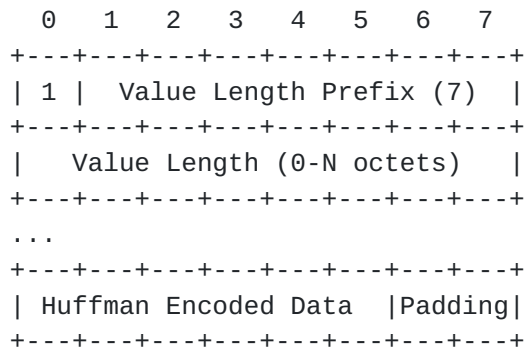 0   1   2   3   4   5   6   7
+---+---+---+---+---+---+---+---+
| 1 |  Value Length Prefix (7)  |
+---+---+---+---+---+---+---+---+
|   Value Length (0-N octets)   |
+---+---+---+---+---+---+---+---+
...
+---+---+---+---+---+---+---+---+
| Huffman Encoded Data  |Padding|
+---+---+---+---+---+---+---+---+